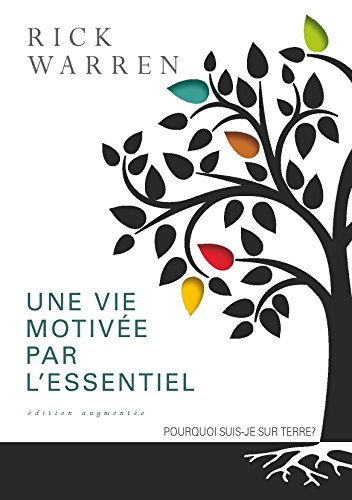 RICK
WARREN
UNE VIE
MOTIVÉE
PAR
L'ESSENTIEL
édition augmentée
POURQUOI SUIS-JE SUR TERRE?